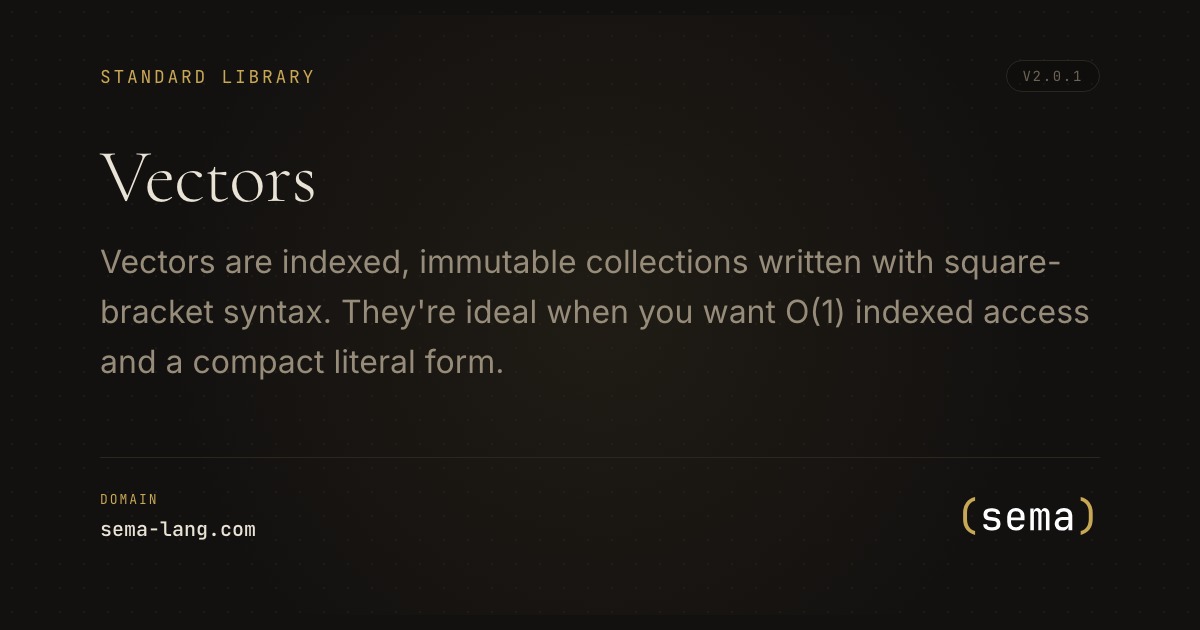 STANDARD LIBRARY
V2.0.1
Vectors
Vectors are indexed, immutable collections written with square-
bracket syntax. They're ideal when you want O(1) indexed access
and a compact literal form.
DOMAIN
sema-lang.com
(sema)